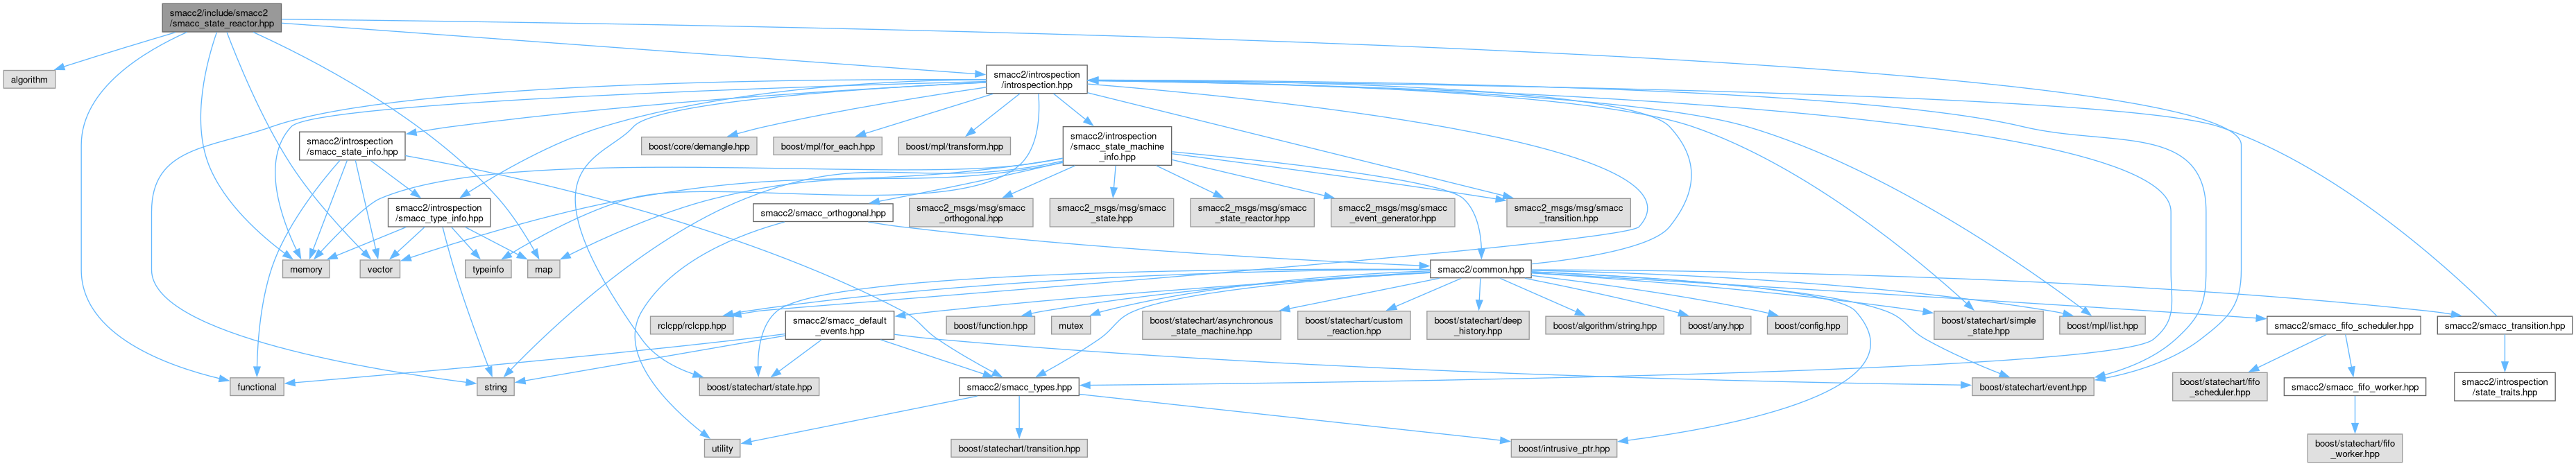 smacc2/include/smacc2
/smacc_state_reactor.hpp
algorithm
smacc2/introspection
/introspection.hpp
smacc2/introspection
/smacc_state_info.hpp
boost/core/demangle.hpp
boost/mpl/for_each.hpp
boost/mpl/transform.hpp
smacc2/introspection
/smacc_state_machine
_info.hpp
smacc2/introspection
/smacc_type_info.hpp
smacc2/smacc_orthogonal.hpp
smacc2_msgs/msg/smacc
_orthogonal.hpp
smacc2_msgs/msg/smacc
_state.hpp
smacc2_msgs/msg/smacc
_state_reactor.hpp
smacc2_msgs/msg/smacc
_event_generator.hpp
smacc2_msgs/msg/smacc
_transition.hpp
memory
vector
typeinfo
map
smacc2/common.hpp
rclcpp/rclcpp.hpp
smacc2/smacc_default
_events.hpp
boost/function.hpp
mutex
boost/statechart/asynchronous
_state_machine.hpp
boost/statechart/custom
_reaction.hpp
boost/statechart/deep
_history.hpp
boost/algorithm/string.hpp
boost/any.hpp
boost/config.hpp
boost/statechart/simple
_state.hpp
boost/mpl/list.hpp
smacc2/smacc_fifo_scheduler.hpp
smacc2/smacc_transition.hpp
functional
string
boost/statechart/state.hpp
smacc2/smacc_types.hpp
boost/statechart/event.hpp
boost/statechart/fifo
_scheduler.hpp
smacc2/smacc_fifo_worker.hpp
smacc2/introspection
/state_traits.hpp
utility
boost/statechart/transition.hpp
boost/intrusive_ptr.hpp
boost/statechart/fifo
_worker.hpp